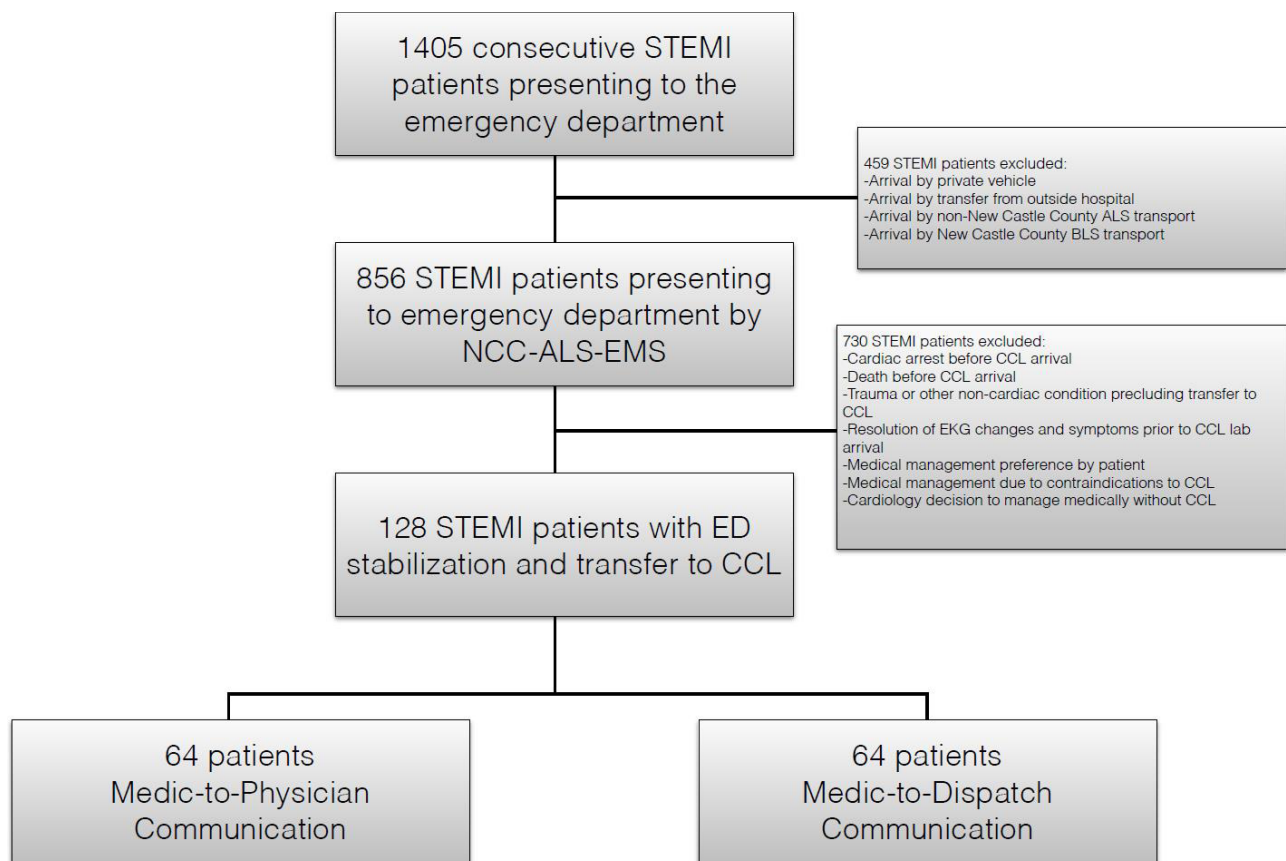 1405 consecutive STEMI
patients presenting to the
emergency department
459 STEMI patients excluded:
-Arrival by private vehicle
-Arrival by transfer from outside hospital
-Arrival by non-New Castle County ALS transport
-Arrival by New Castle County BLS transport
856 STEMI patients presenting
to emergency department by
NCC-ALS-EMS
730 STEMI patients excluded:
-Cardiac arrest before CCL arrival
-Death before CCL arrival
-Trauma or other non-cardiac condition precluding transfer to
CCL
-Resolution of EKG changes and symptoms prior to CCL lab
arrival
-Medical management preference by patient
-Medical management due to contraindications to CCL
-Cardiology decision to manage medically without CCL
128 STEMI patients with ED
stabilization and transfer to CCL
64 patients
Medic-to-Physician
Communication
64 patients
Medic-to-Dispatch
Communication